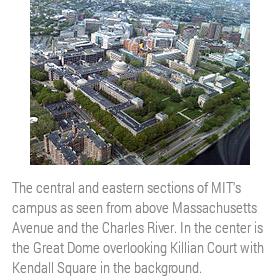 The central and eastern sections of MIT's
campus as seen from above Massachusetts
Avenue and the Charles River. In the center is
the Great Dome overlooking Killian Court with
Kendall Square in the background.